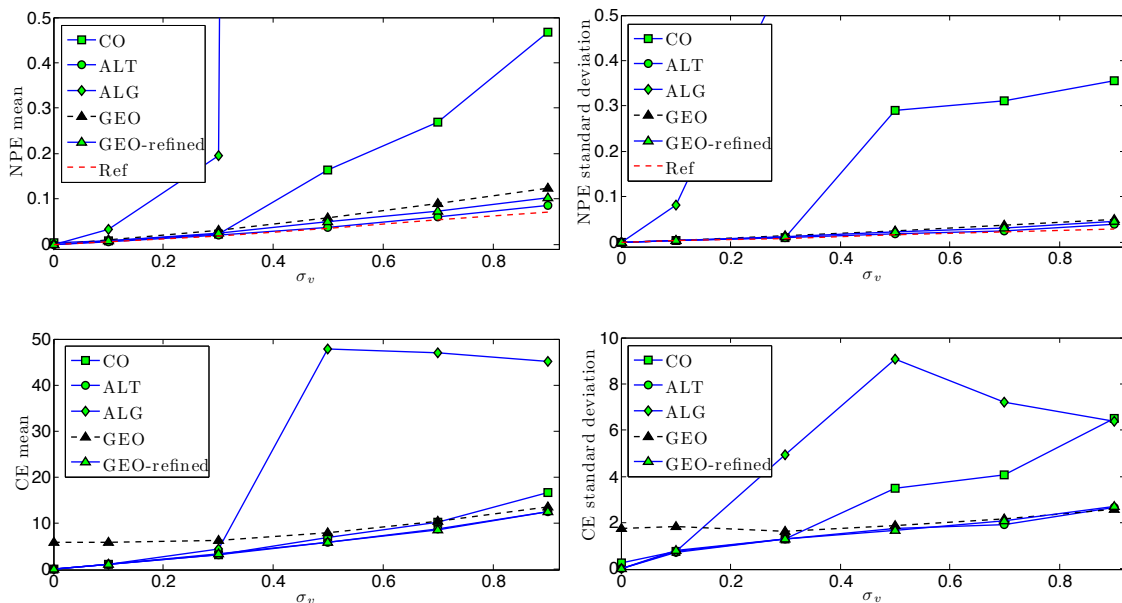 NPE mean
0.5
0.4
0.3
0.2
0.1
0
CO
ALT
ALG
GEO
GEO-refined
Ref
0 0.2 0.4 0.6 0.8
σv
NPE standard deviation
0.5
0.4
0.3
0.2
0.1
0
CO
ALT
ALG
GEO
GEO-refined
Ref
0 0.2 0.4 0.6 0.8
σv
CE mean
50
40
30
20
10
0
CO
ALT
ALG
GEO
GEO-refined
0 0.2 0.4 0.6 0.8
σv
CE standard deviation
10
8
6
4
2
0
CO
ALT
ALG
GEO
GEO-refined
0 0.2 0.4 0.6 0.8
σv